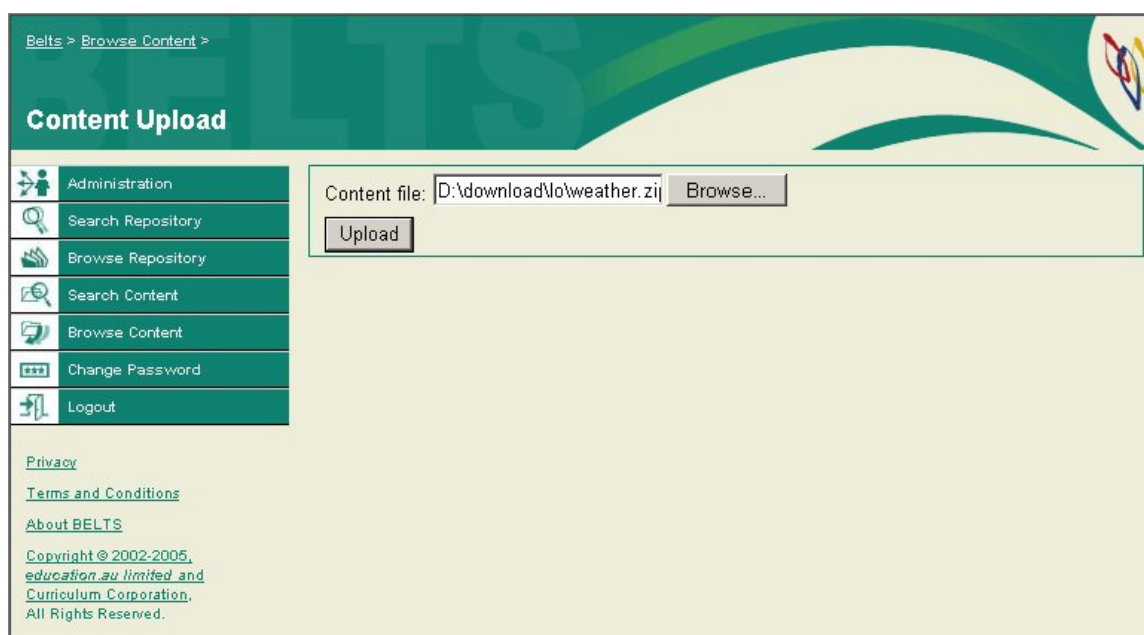 Belts > Browse Content >
BELTS
Content Upload
Administration
Search Repository
Browse Repository
Search Content
Browse Content
Change Password
Logout
Content file: D:\download\lo\weather.zip Browse...
Upload
Privacy
Terms and Conditions
About BELTS
Copyright © 2002-2005,
education.au limited and
Curriculum Corporation,
All Rights Reserved.